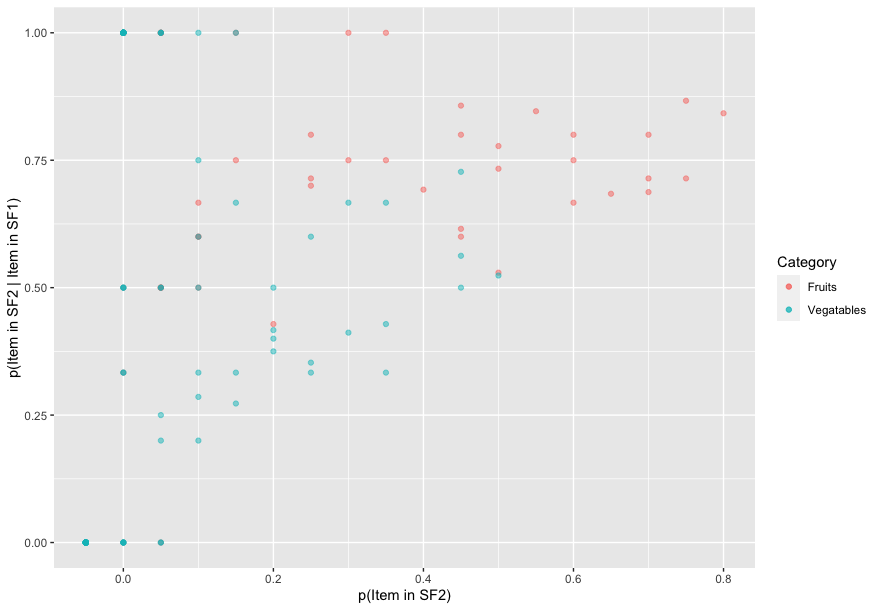 1.00
0.75
0.50
0.25
0.00
p(Item in SF2 | Item in SF1)
0.0 0.2 0.4 0.6 0.8
p(Item in SF2)
Category
Fruits
Vegatables